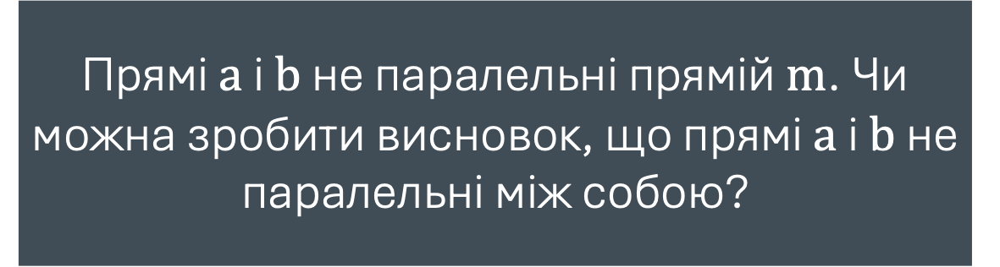 Прямі a і b не паралельні прямій m. Чи
можна зробити висновок, що прямі a і b не
паралельні між собою?